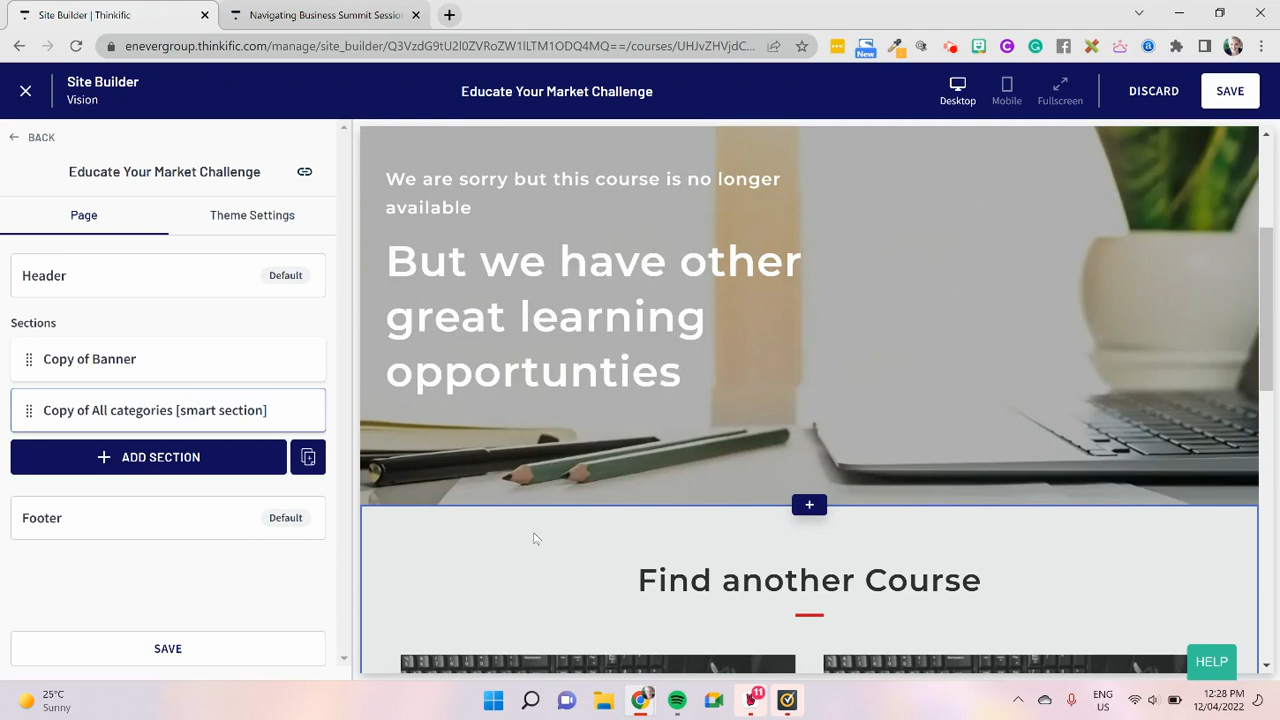 Site Builder | Thinkific
Navigating Business Summit Session
nevergroup.thinkific.com/manage/site_builder/Q3VzdG9tU2l0ZVRoZW1lLTM1ODQ4MQ==/courses/UHJvZHVjdC...
New
Site Builder
Vision
Educate Your Market Challenge
Desktop
Mobile
Fullscreen
DISCARD
SAVE
BACK
Educate Your Market Challenge
Page
Theme Settings
Header
Default
Sections
Copy of Banner
Copy of All categories [smart section]
ADD SECTION
Footer
Default
SAVE
We are sorry but this course is no longer
available
But we have other
great learning
opportunties
Find another Course
HELP
25°C
Sunny
11
ENG
US
12:28 PM
12/04/2022